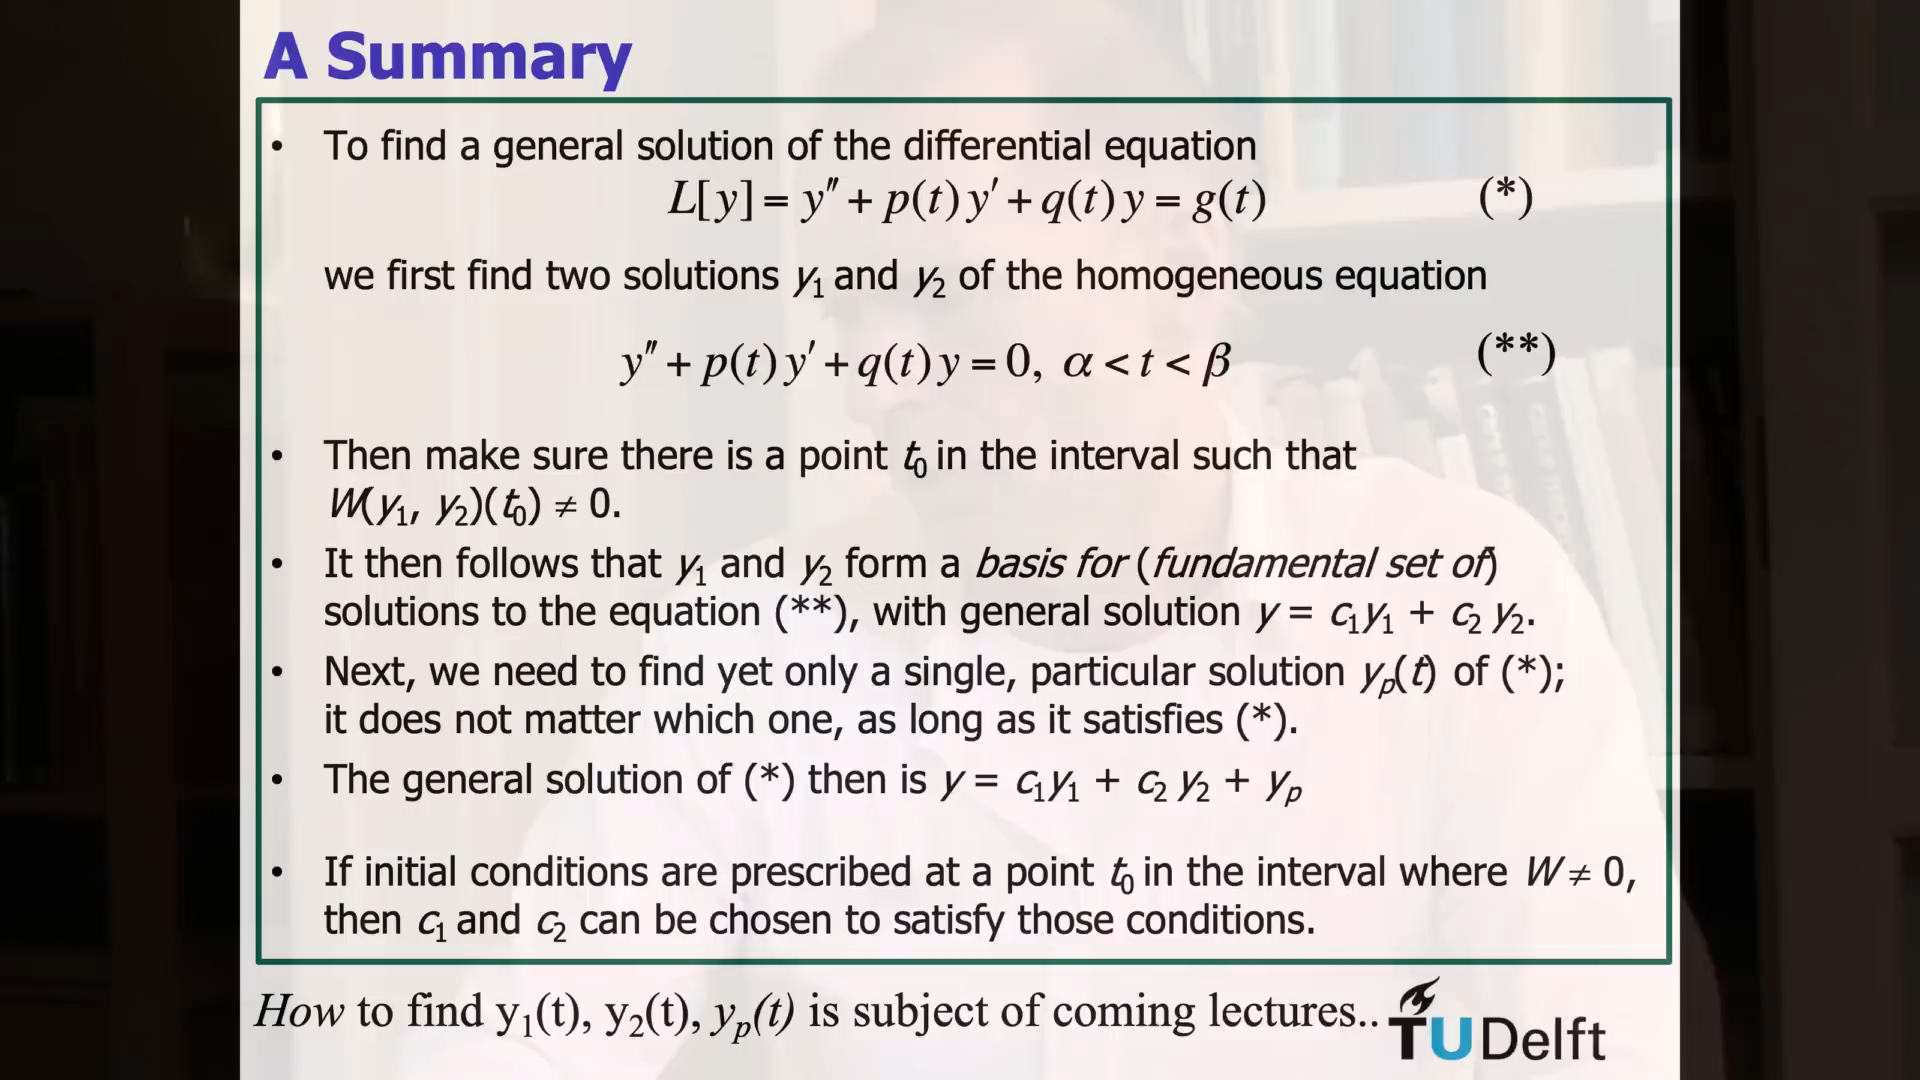 A Summary
• To find a general solution of the differential equation
L[y] = y″ + p(t) y′ + q(t) y = g(t) (*)
we first find two solutions y₁ and y₂ of the homogeneous equation
y″ + p(t) y′ + q(t) y = 0, α < t < β (**)
• Then make sure there is a point t₀ in the interval such that
W(y₁, y₂)(t₀) ≠ 0.
• It then follows that y₁ and y₂ form a basis for (fundamental set of)
solutions to the equation (**), with general solution y = c₁y₁ + c₂ y₂.
• Next, we need to find yet only a single, particular solution yₚ(t) of (*);
it does not matter which one, as long as it satisfies (*).
• The general solution of (*) then is y = c₁y₁ + c₂ y₂ + yₚ
• If initial conditions are prescribed at a point t₀ in the interval where W ≠ 0,
then c₁ and c₂ can be chosen to satisfy those conditions.
How to find y₁(t), y₂(t), yₚ(t) is subject of coming lectures..
TU Delft